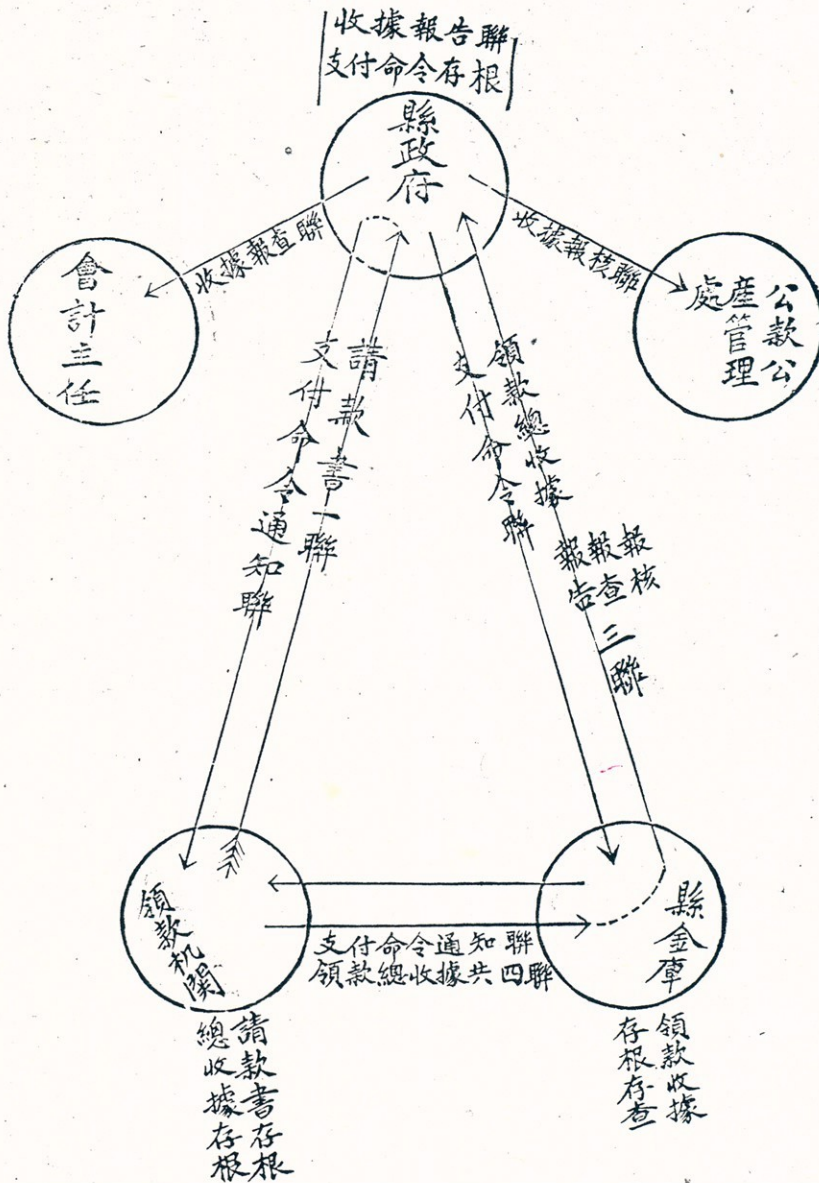 收據報告聯
支付命令存根
縣政府
收據報查聯
收據報核聯
會計主任
公款公
產管理
處
請款書一聯
支付命令通知聯
領款總收據
報核
報查
報告
三聯
支付命令聯
領款机関
支付命令通知聯
領款總收據共四聯
縣金庫
請款書存根
總收據存根
領款收據
存根存查